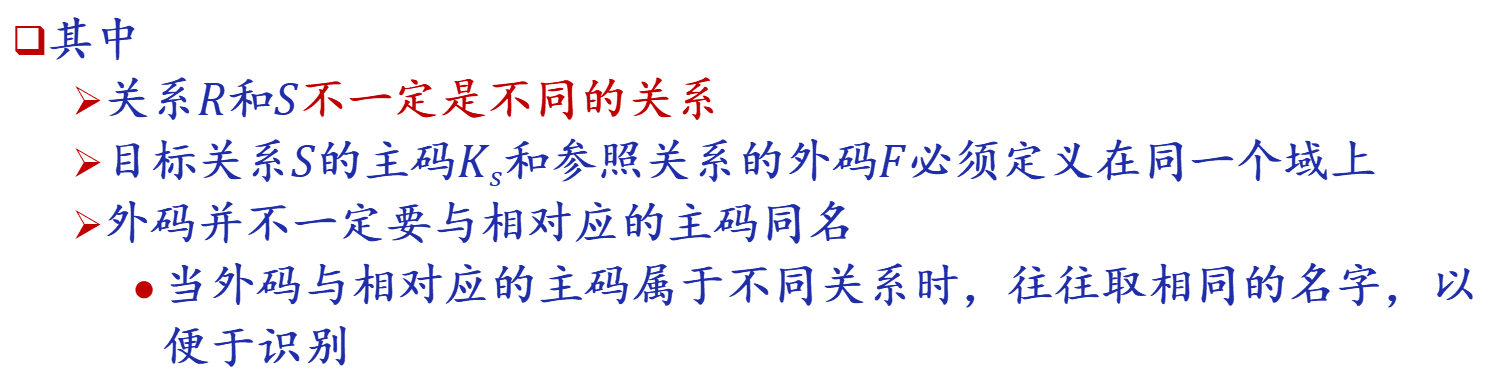 其中
关系R和S不一定是不同的关系
目标关系S的主码Ks和参照关系的外码F必须定义在同一个域上
外码并不一定要与相对应的主码同名
当外码与相对应的主码属于不同关系时，往往取相同的名字，以
便于识别